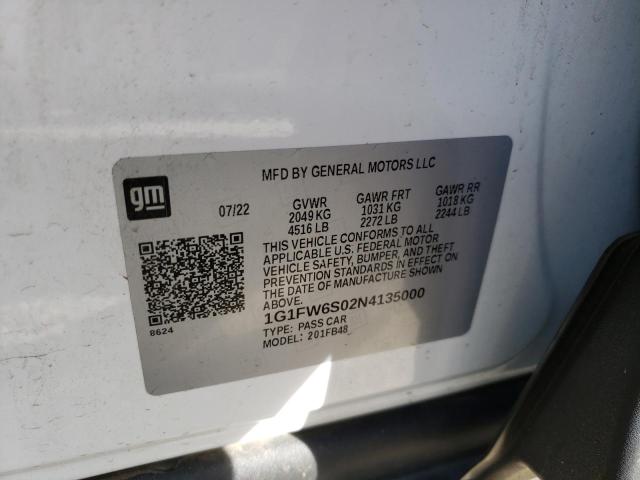 MFD BY GENERAL MOTORS LLC
gm
07/22
GVWR GAWR FRT GAWR RR
2049 KG 1031 KG 1018 KG
4516 LB 2272 LB 2244 LB
THIS VEHICLE CONFORMS TO ALL
APPLICABLE U.S. FEDERAL MOTOR
VEHICLE SAFETY, BUMPER, AND THEFT
PREVENTION STANDARDS IN EFFECT ON
THE DATE OF MANUFACTURE SHOWN
ABOVE.
1G1FW6S02N4135000
TYPE: PASS CAR
MODEL: 201FB48
8624